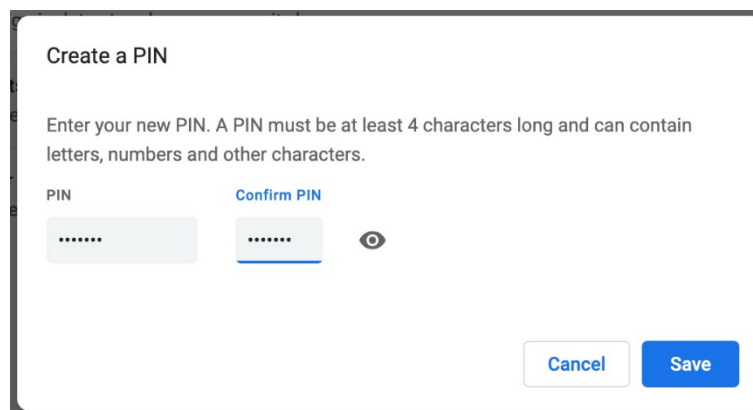 Create a PIN
Enter your new PIN. A PIN must be at least 4 characters long and can contain
letters, numbers and other characters.
PIN Confirm PIN
••••••• •••••••
Cancel Save